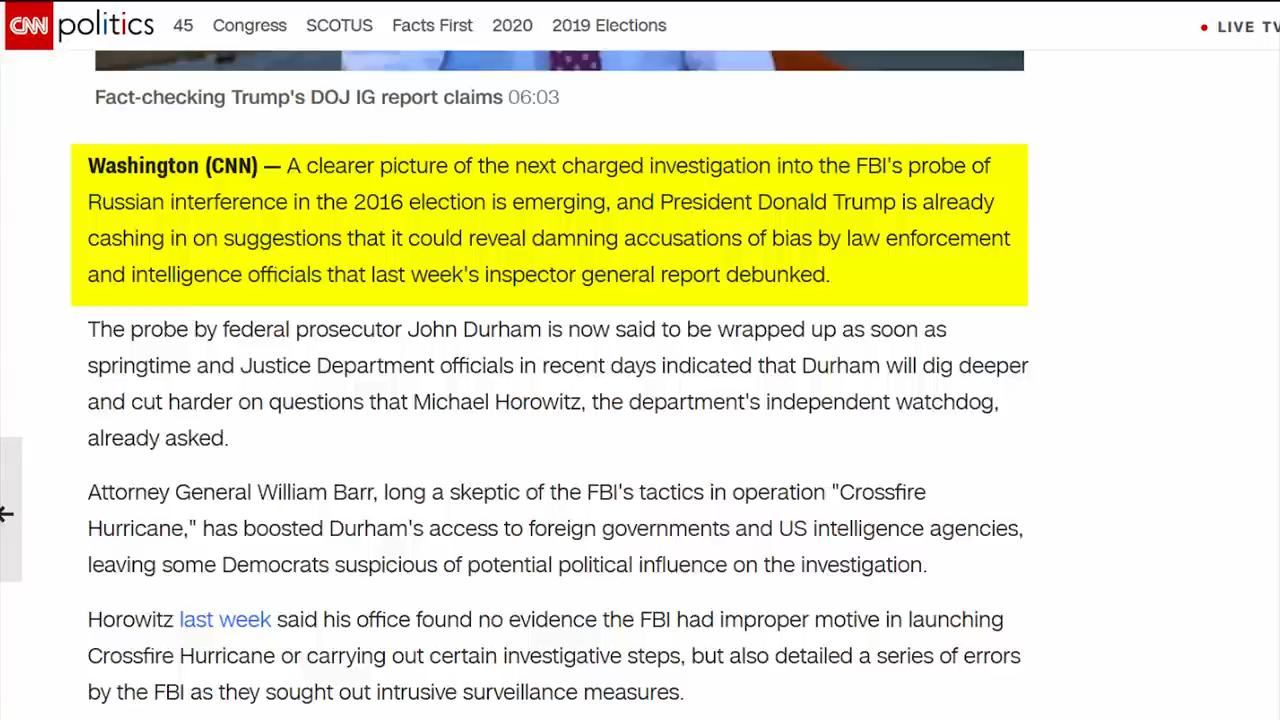 CNN politics 45 Congress SCOTUS Facts First 2020 2019 Elections LIVE TV
Fact-checking Trump's DOJ IG report claims 06:03
Washington (CNN) — A clearer picture of the next charged investigation into the FBI's probe of
Russian interference in the 2016 election is emerging, and President Donald Trump is already
cashing in on suggestions that it could reveal damning accusations of bias by law enforcement
and intelligence officials that last week's inspector general report debunked.
The probe by federal prosecutor John Durham is now said to be wrapped up as soon as
springtime and Justice Department officials in recent days indicated that Durham will dig deeper
and cut harder on questions that Michael Horowitz, the department's independent watchdog,
already asked.
Attorney General William Barr, long a skeptic of the FBI's tactics in operation "Crossfire
Hurricane," has boosted Durham's access to foreign governments and US intelligence agencies,
leaving some Democrats suspicious of potential political influence on the investigation.
Horowitz last week said his office found no evidence the FBI had improper motive in launching
Crossfire Hurricane or carrying out certain investigative steps, but also detailed a series of errors
by the FBI as they sought out intrusive surveillance measures.